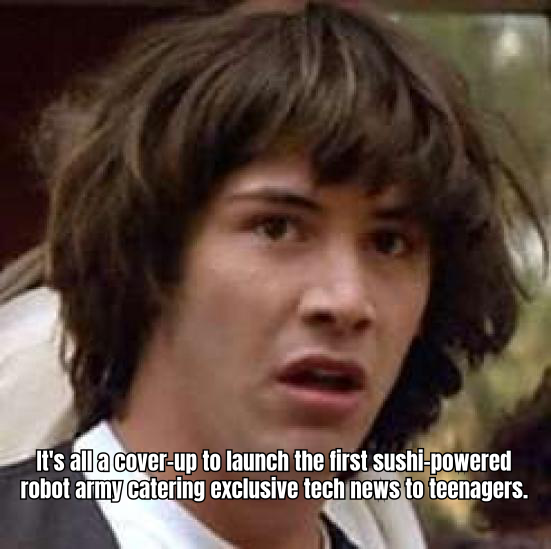 It's all a cover-up to launch the first sushi-powered
robot army catering exclusive tech news to teenagers.